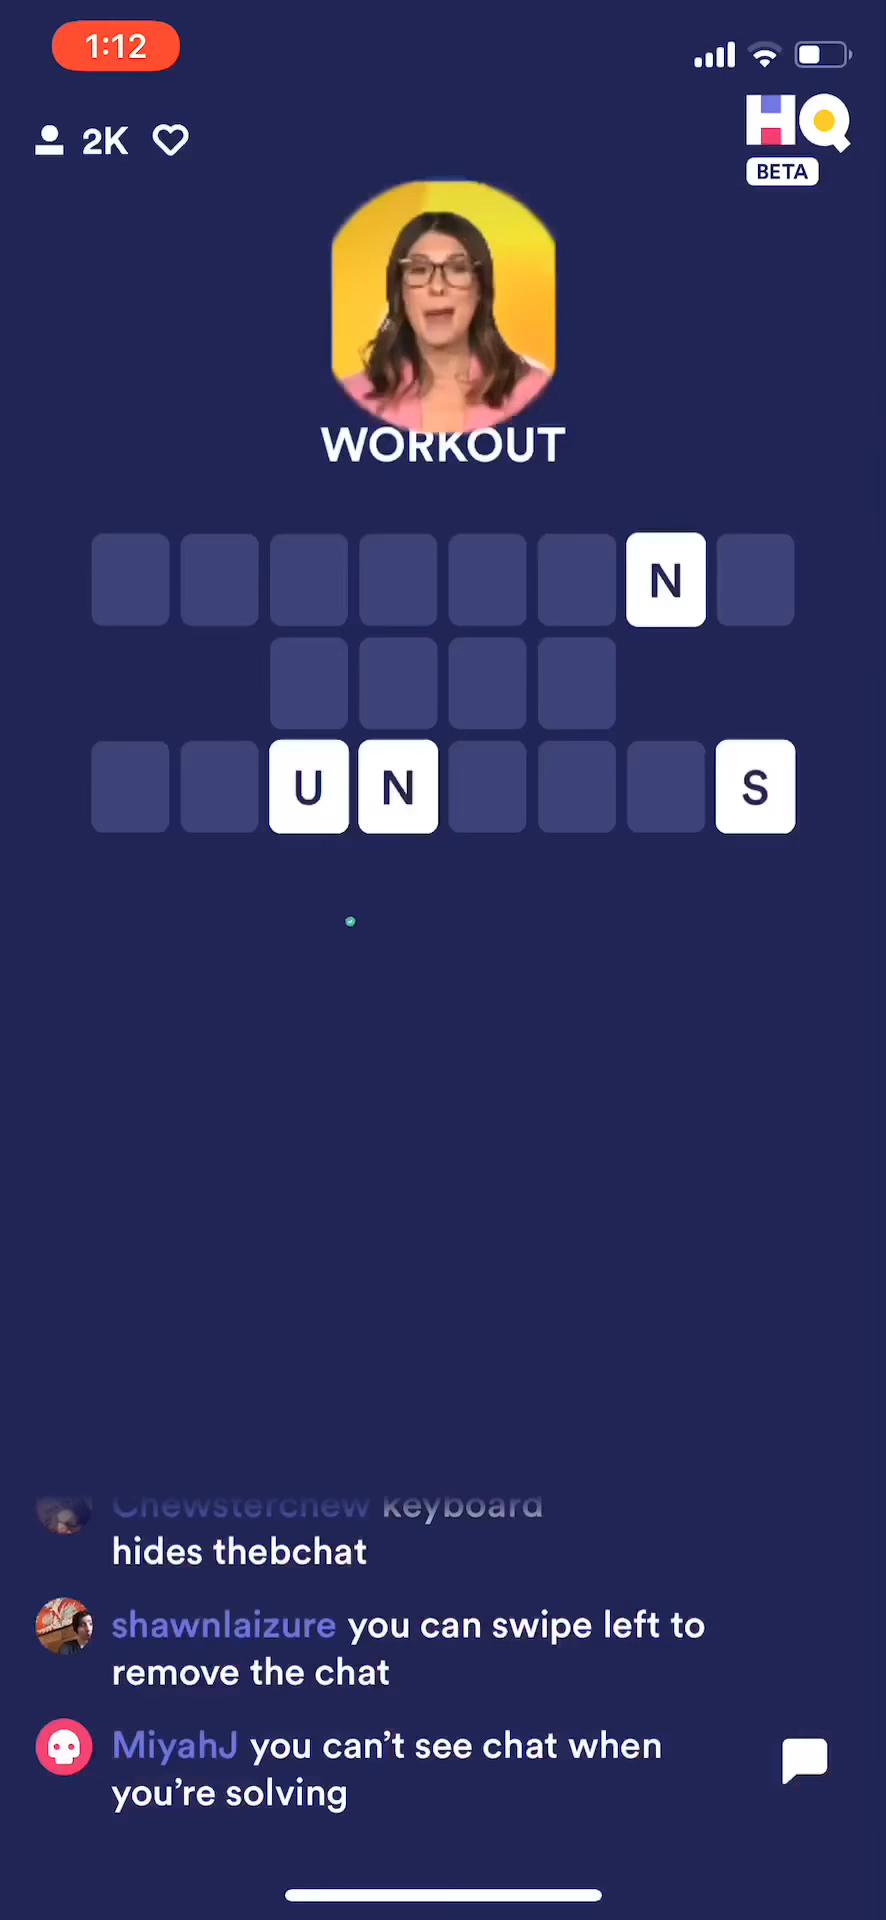 1:12
2K
HQ
BETA
WORKOUT
N
U N S
Chewsterchew keyboard
hides thebchat
shawnlaizure you can swipe left to
remove the chat
MiyahJ you can’t see chat when
you’re solving